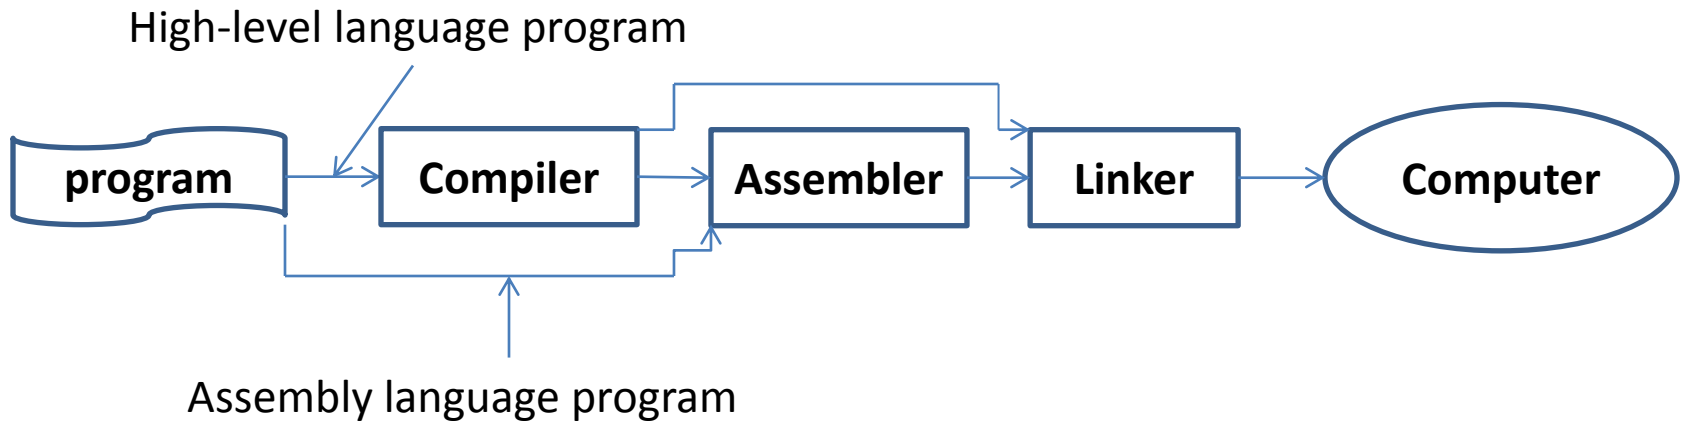 High-level language program
program
Compiler
Assembler
Linker
Computer
Assembly language program